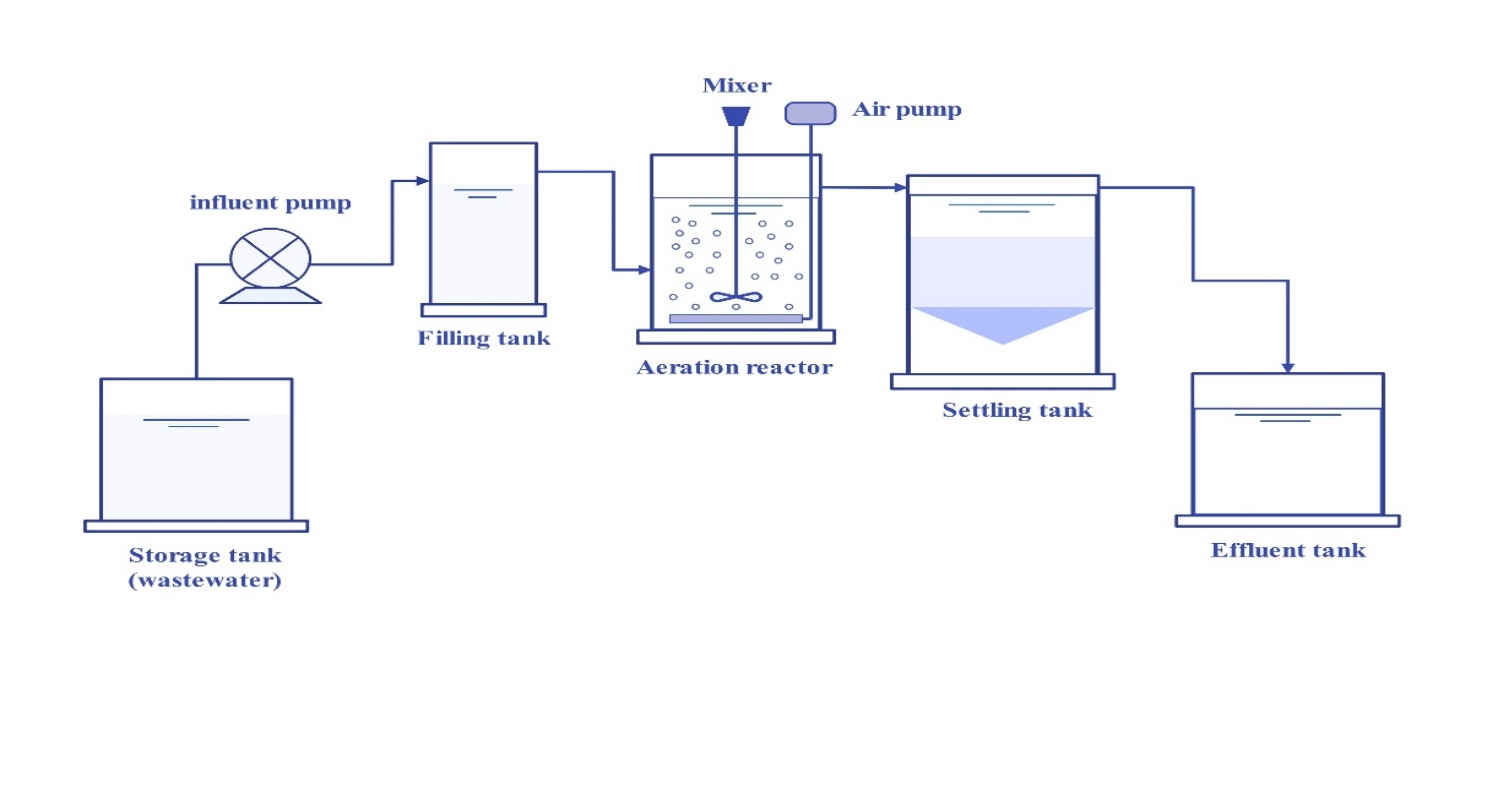 Mixer
Air pump
influent pump
Filling tank
Aeration reactor
Settling tank
Storage tank
(wastewater)
Effluent tank